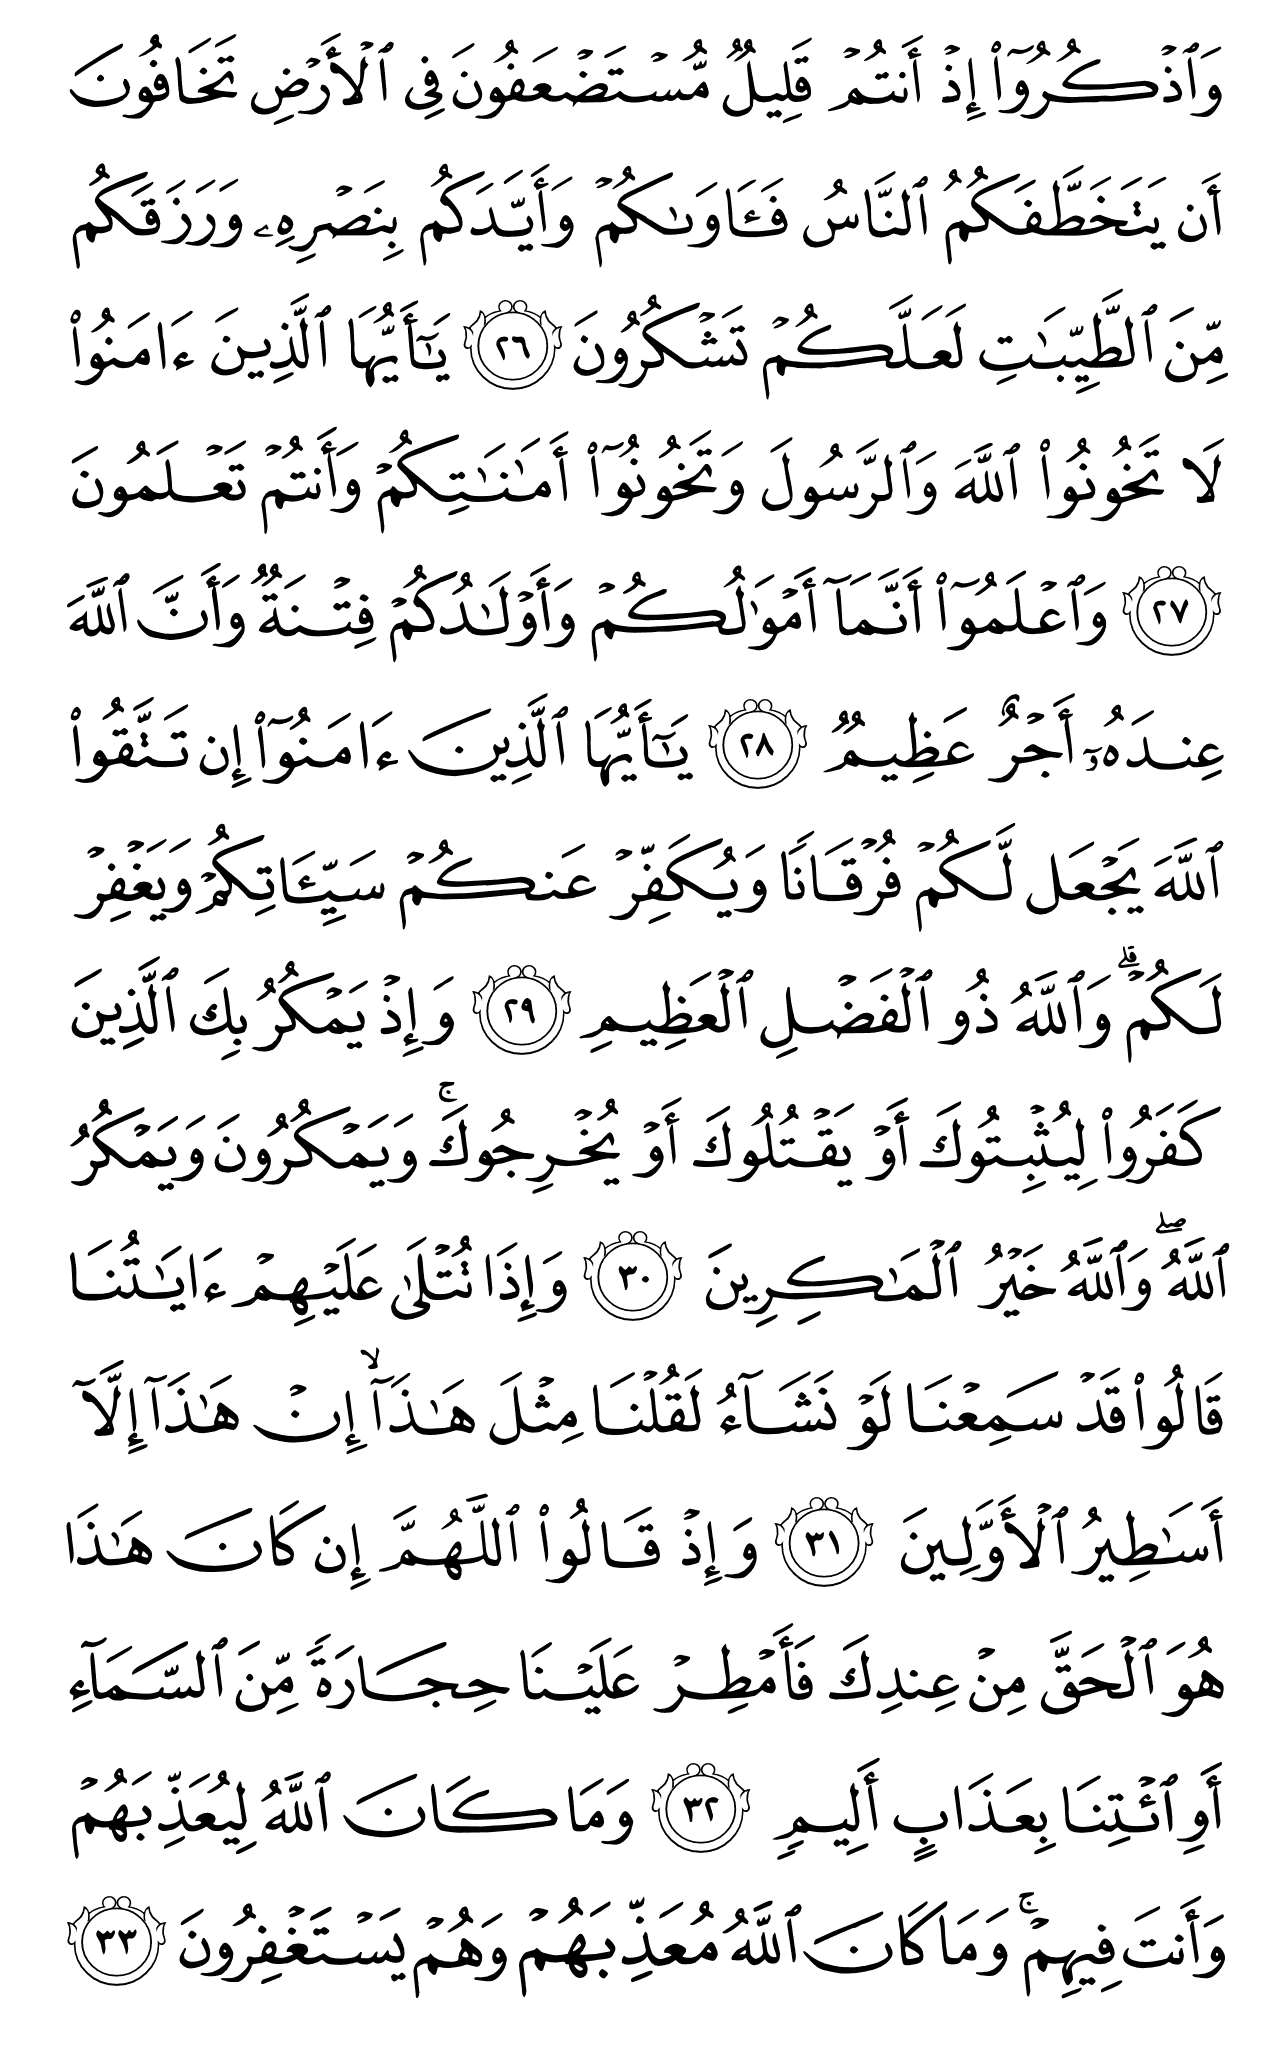 وَٱذۡكُرُوٓاْ إِذۡ أَنتُمۡ قَلِيلٞ مُّسۡتَضۡعَفُونَ فِي ٱلۡأَرۡضِ تَخَافُونَ
أَن يَتَخَطَّفَكُمُ ٱلنَّاسُ فَـَٔاوَىٰكُمۡ وَأَيَّدَكُم بِنَصۡرِهِۦ وَرَزَقَكُم
مِّنَ ٱلطَّيِّبَٰتِ لَعَلَّكُمۡ تَشۡكُرُونَ ٢٦ يَٰٓأَيُّهَا ٱلَّذِينَ ءَامَنُواْ
لَا تَخُونُواْ ٱللَّهَ وَٱلرَّسُولَ وَتَخُونُوٓاْ أَمَٰنَٰتِكُمۡ وَأَنتُمۡ تَعۡلَمُونَ
٢٧ وَٱعۡلَمُوٓاْ أَنَّمَآ أَمۡوَٰلُكُمۡ وَأَوۡلَٰدُكُمۡ فِتۡنَةٞ وَأَنَّ ٱللَّهَ
عِندَهُۥٓ أَجۡرٌ عَظِيمٞ ٢٨ يَٰٓأَيُّهَا ٱلَّذِينَ ءَامَنُوٓاْ إِن تَتَّقُواْ
ٱللَّهَ يَجۡعَل لَّكُمۡ فُرۡقَانٗا وَيُكَفِّرۡ عَنكُمۡ سَيِّـَٔاتِكُمۡ وَيَغۡفِرۡ
لَكُمۡۗ وَٱللَّهُ ذُو ٱلۡفَضۡلِ ٱلۡعَظِيمِ ٢٩ وَإِذۡ يَمۡكُرُ بِكَ ٱلَّذِينَ
كَفَرُواْ لِيُثۡبِتُوكَ أَوۡ يَقۡتُلُوكَ أَوۡ يُخۡرِجُوكَۚ وَيَمۡكُرُونَ وَيَمۡكُرُ
ٱللَّهُۖ وَٱللَّهُ خَيۡرُ ٱلۡمَٰكِرِينَ ٣٠ وَإِذَا تُتۡلَىٰ عَلَيۡهِمۡ ءَايَٰتُنَا
قَالُواْ قَدۡ سَمِعۡنَا لَوۡ نَشَآءُ لَقُلۡنَا مِثۡلَ هَٰذَآۙ إِنۡ هَٰذَآ إِلَّآ
أَسَٰطِيرُ ٱلۡأَوَّلِينَ ٣١ وَإِذۡ قَالُواْ ٱللَّهُمَّ إِن كَانَ هَٰذَا
هُوَ ٱلۡحَقَّ مِنۡ عِندِكَ فَأَمۡطِرۡ عَلَيۡنَا حِجَارَةٗ مِّنَ ٱلسَّمَآءِ
أَوِ ٱئۡتِنَا بِعَذَابٍ أَلِيمٖ ٣٢ وَمَا كَانَ ٱللَّهُ لِيُعَذِّبَهُمۡ
وَأَنتَ فِيهِمۡۚ وَمَا كَانَ ٱللَّهُ مُعَذِّبَهُمۡ وَهُمۡ يَسۡتَغۡفِرُونَ ٣٣